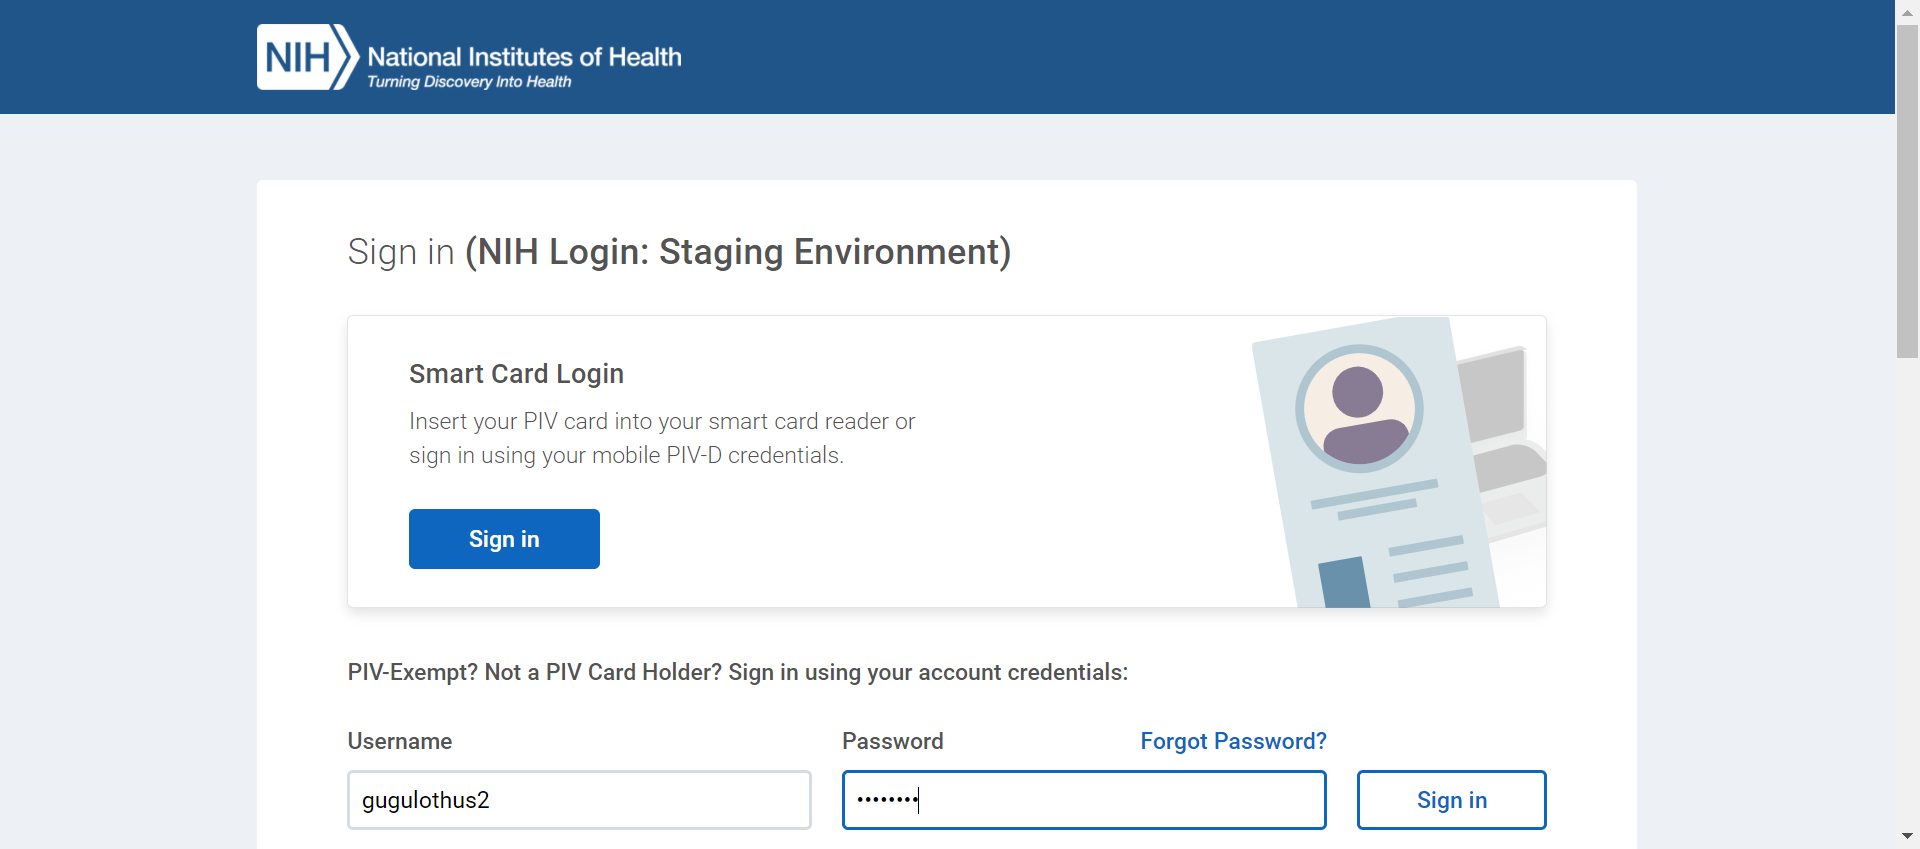 NIH
National Institutes of Health
Turning Discovery Into Health
Sign in (NIH Login: Staging Environment)
Smart Card Login
Insert your PIV card into your smart card reader or
sign in using your mobile PIV-D credentials.
Sign in
PIV-Exempt? Not a PIV Card Holder? Sign in using your account credentials:
Username
Password
Forgot Password?
gugulothus2
••••••••
Sign in